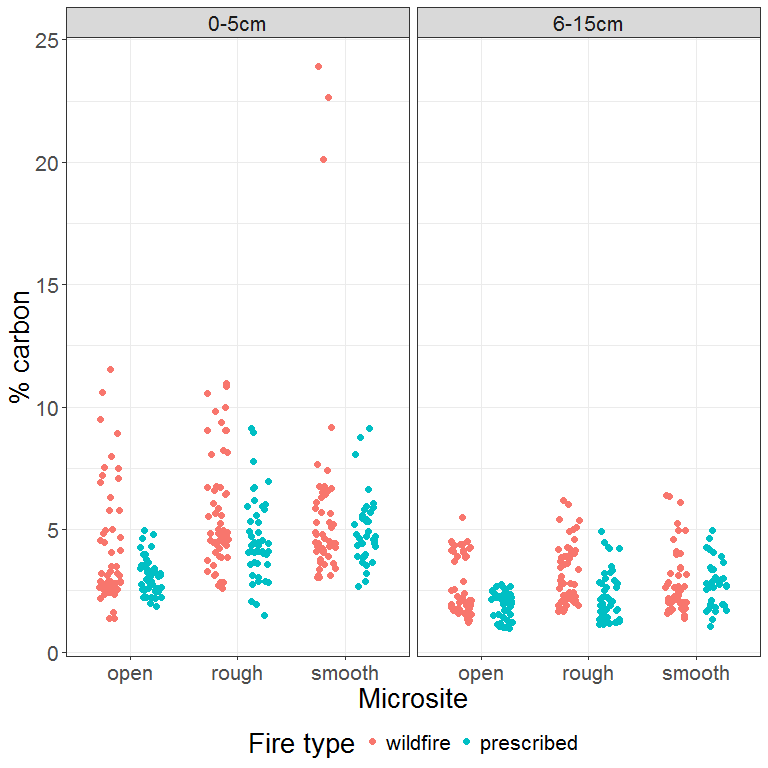 0-5cm 6-15cm
25
20
15
10
5
0
% carbon
open rough smooth open rough smooth
Microsite
Fire type wildfire prescribed